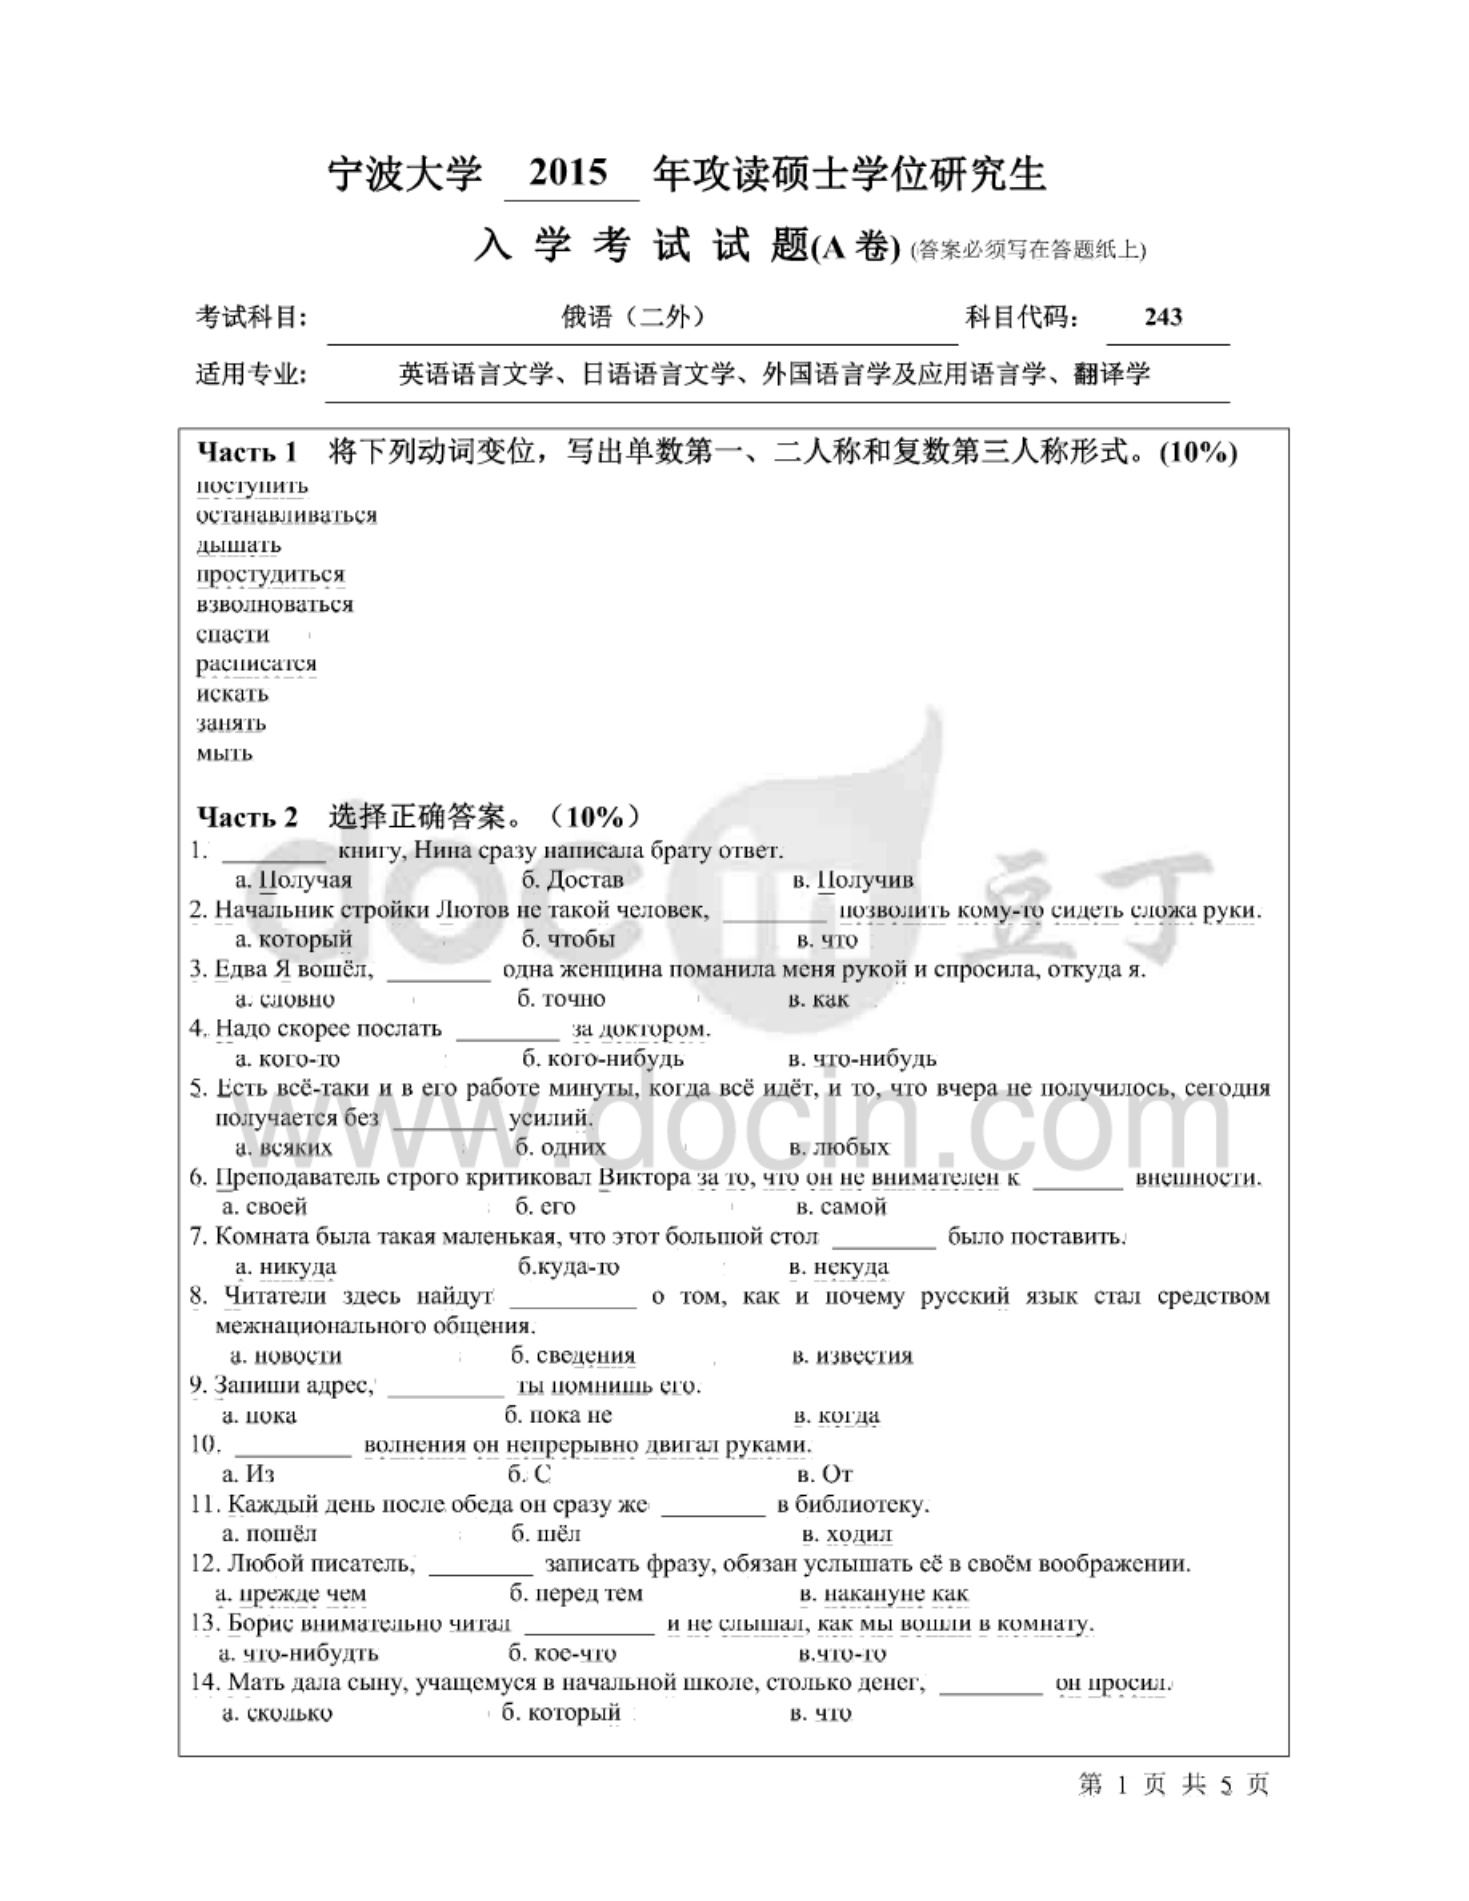 宁波大学 2015 年攻读硕士学位研究生
入 学 考 试 试 题(A 卷) (答案必须写在答题纸上)
考试科目: 俄语（二外） 科目代码: 243
适用专业: 英语语言文学、日语语言文学、外国语言学及应用语言学、翻译学
Часть 1 将下列动词变位，写出单数第一、二人称和复数第三人称形式。(10%)
поступить
останавливаться
дышать
простудиться
взволноваться
спасти
расписатся
искать
занять
мыть
Часть 2 选择正确答案。（10%）
1. ________ книгу, Нина сразу написала брату ответ.
а. Получая б. Достав в. Получив
2. Начальник стройки Лютов не такой человек, ________ позволить кому-то сидеть сложа руки.
а. который б. чтобы в. что
3. Едва Я вошёл, ________ одна женщина поманила меня рукой и спросила, откуда я.
а. словно б. точно в. как
4. Надо скорее послать ________ за доктором.
а. кого-то б. кого-нибудь в. что-нибудь
5. Есть всё-таки и в его работе минуты, когда всё идёт, и то, что вчера не получилось, сегодня
получается без ________ усилий.
а. всяких б. одних в. любых
6. Преподаватель строго критиковал Виктора за то, что он не внимателен к _______ внешности.
а. своей б. его в. самой
7. Комната была такая маленькая, что этот большой стол ________ было поставить.
а. никуда б.куда-то в. некуда
8. Читатели здесь найдут __________ о том, как и почему русский язык стал средством
межнационального общения.
а. новости б. сведения в. известия
9. Запиши адрес, _________ ты помнишь его.
а. пока б. пока не в. когда
10. _________ волнения он непрерывно двигал руками.
а. Из б. С в. От
11. Каждый день после обеда он сразу же ________ в библиотеку.
а. пошёл б. шёл в. ходил
12. Любой писатель, ________ записать фразу, обязан услышать её в своём воображении.
а. прежде чем б. перед тем в. накануне как
13. Борис внимательно читал __________ и не слышал, как мы вошли в комнату.
а. что-нибудть б. кое-что в.что-то
14. Мать дала сыну, учащемуся в начальной школе, столько денег, ________ он просил.
а. сколько б. который в. что
第 1 页 共 5 页
docin 豆丁
www.docin.com